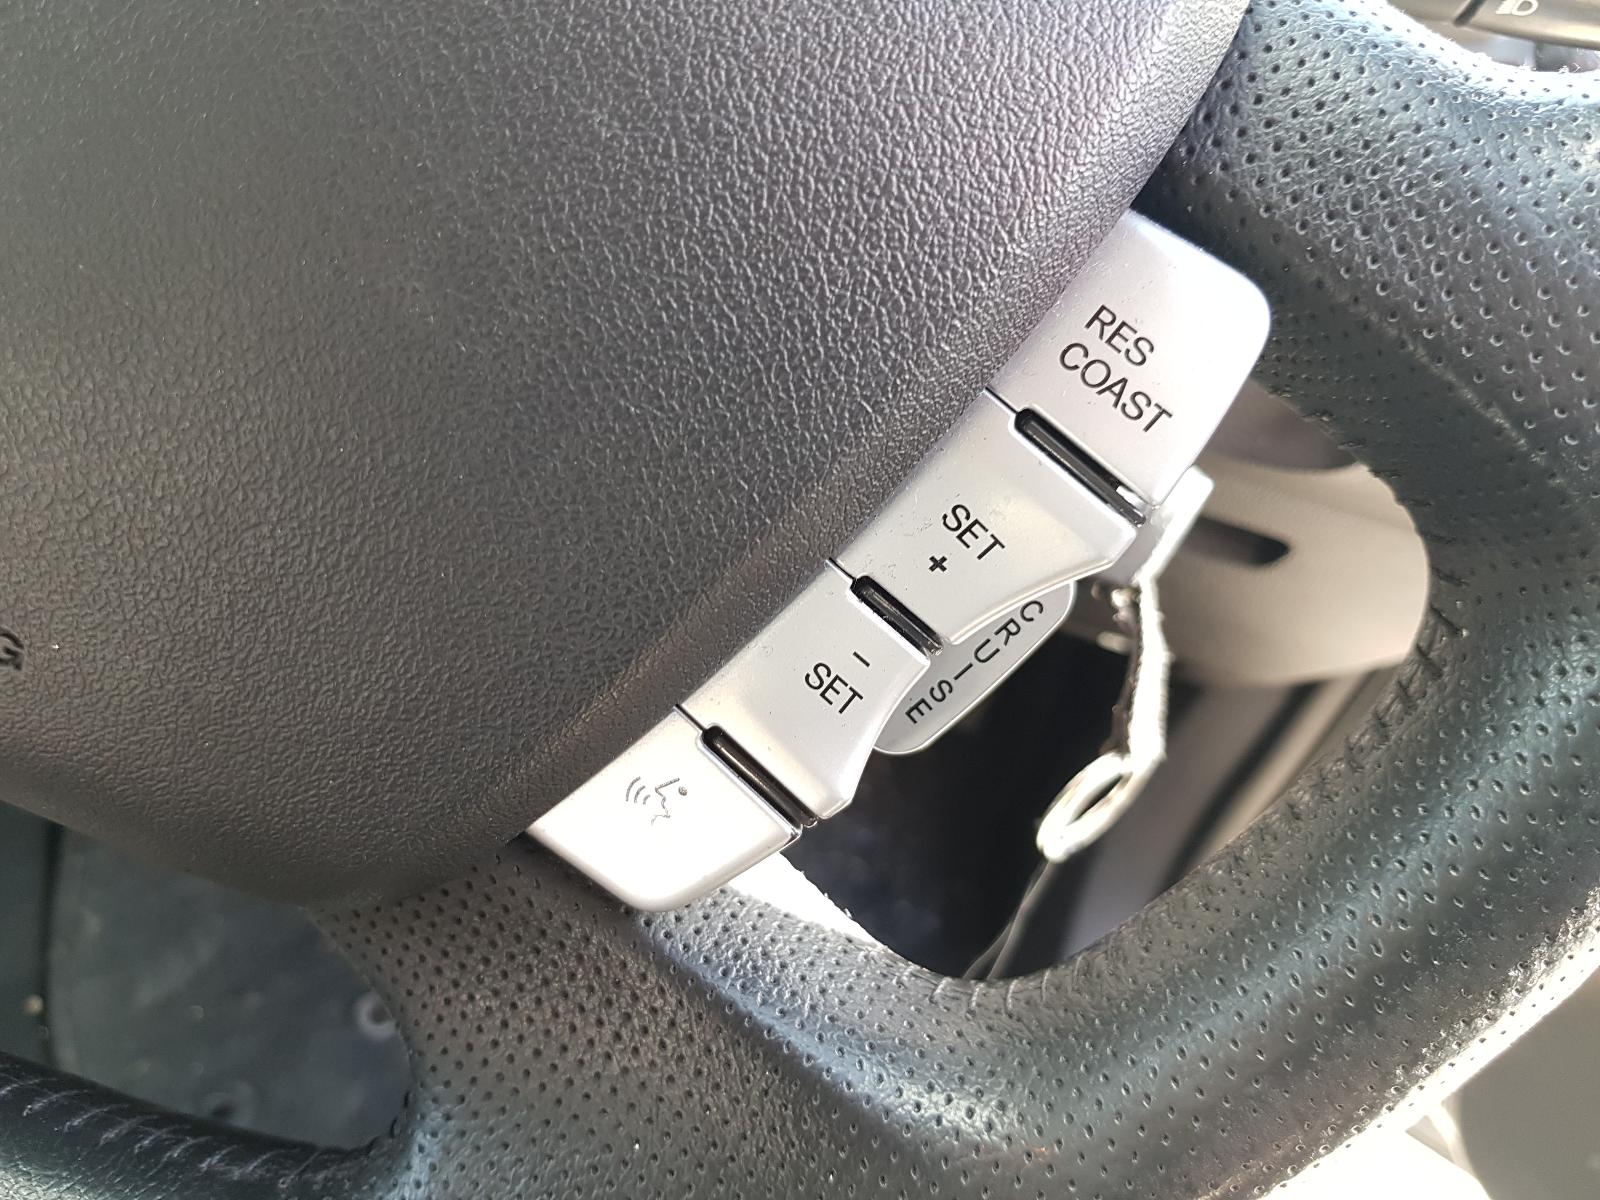 RES
COAST
SET
+
-
SET
CRUISE
G